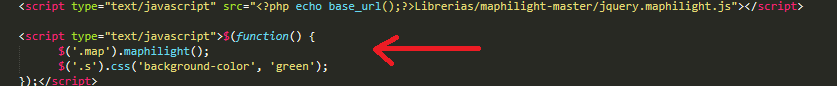 <script type="text/javascript" src="<?php echo base_url();?>Librerias/maphilight-master/jquery.maphilight.js"></script>
<script type="text/javascript">$(function() {
$('.map').maphilight();
$('.s').css('background-color', 'green');
});</script>